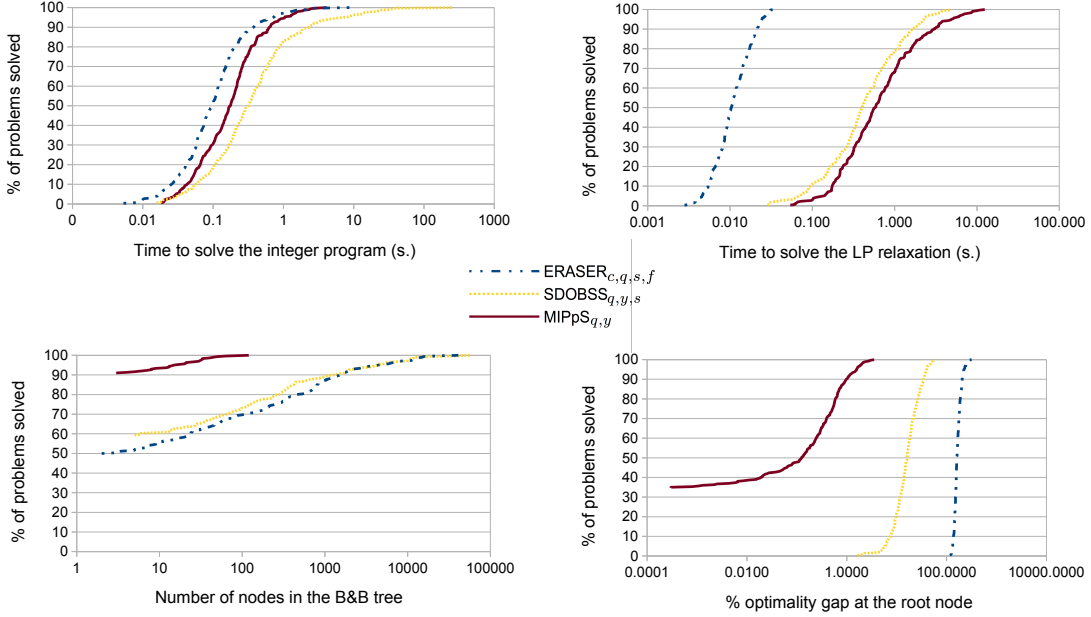 % of problems solved
100
90
80
70
60
50
40
30
20
10
0
0 0.01 0.1 1 10 100 1000
Time to solve the integer program (s.)
% of problems solved
100
90
80
70
60
50
40
30
20
10
0
0.001 0.010 0.100 1.000 10.000 100.000
Time to solve the LP relaxation (s.)
ERASERc,q,s,f
SDOBSSq,y,s
MIPpSq,y
% of problems solved
100
90
80
70
60
50
40
30
20
10
0
1 10 100 1000 10000 100000
Number of nodes in the B&B tree
% of problems solved
100
90
80
70
60
50
40
30
20
10
0
0.0001 0.0100 1.0000 100.0000 10000.0000
% optimality gap at the root node